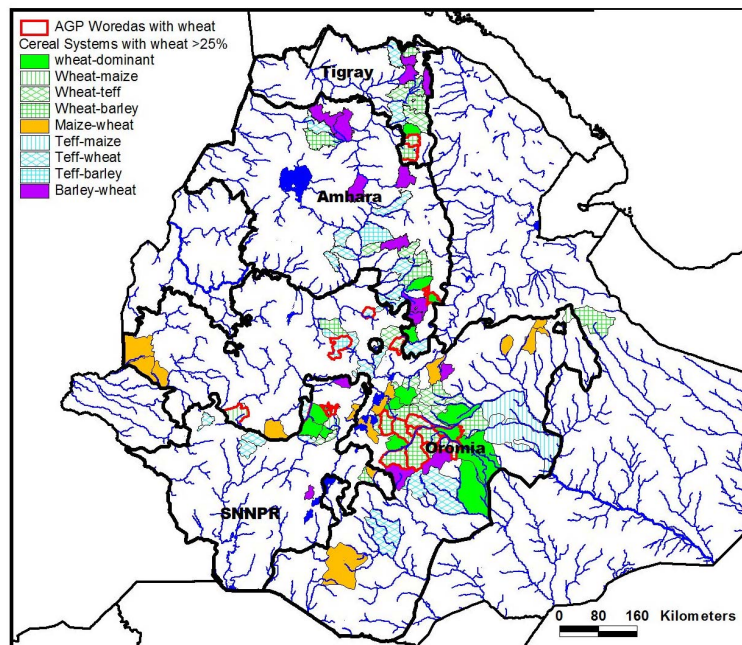 AGP Woredas with wheat
Cereal Systems with wheat >25%
wheat-dominant
Wheat-maize
Wheat-teff
Wheat-barley
Maize-wheat
Teff-maize
Teff-wheat
Teff-barley
Barley-wheat
Tigray
Amhara
Oromia
SNNPR
0 80 160 Kilometers